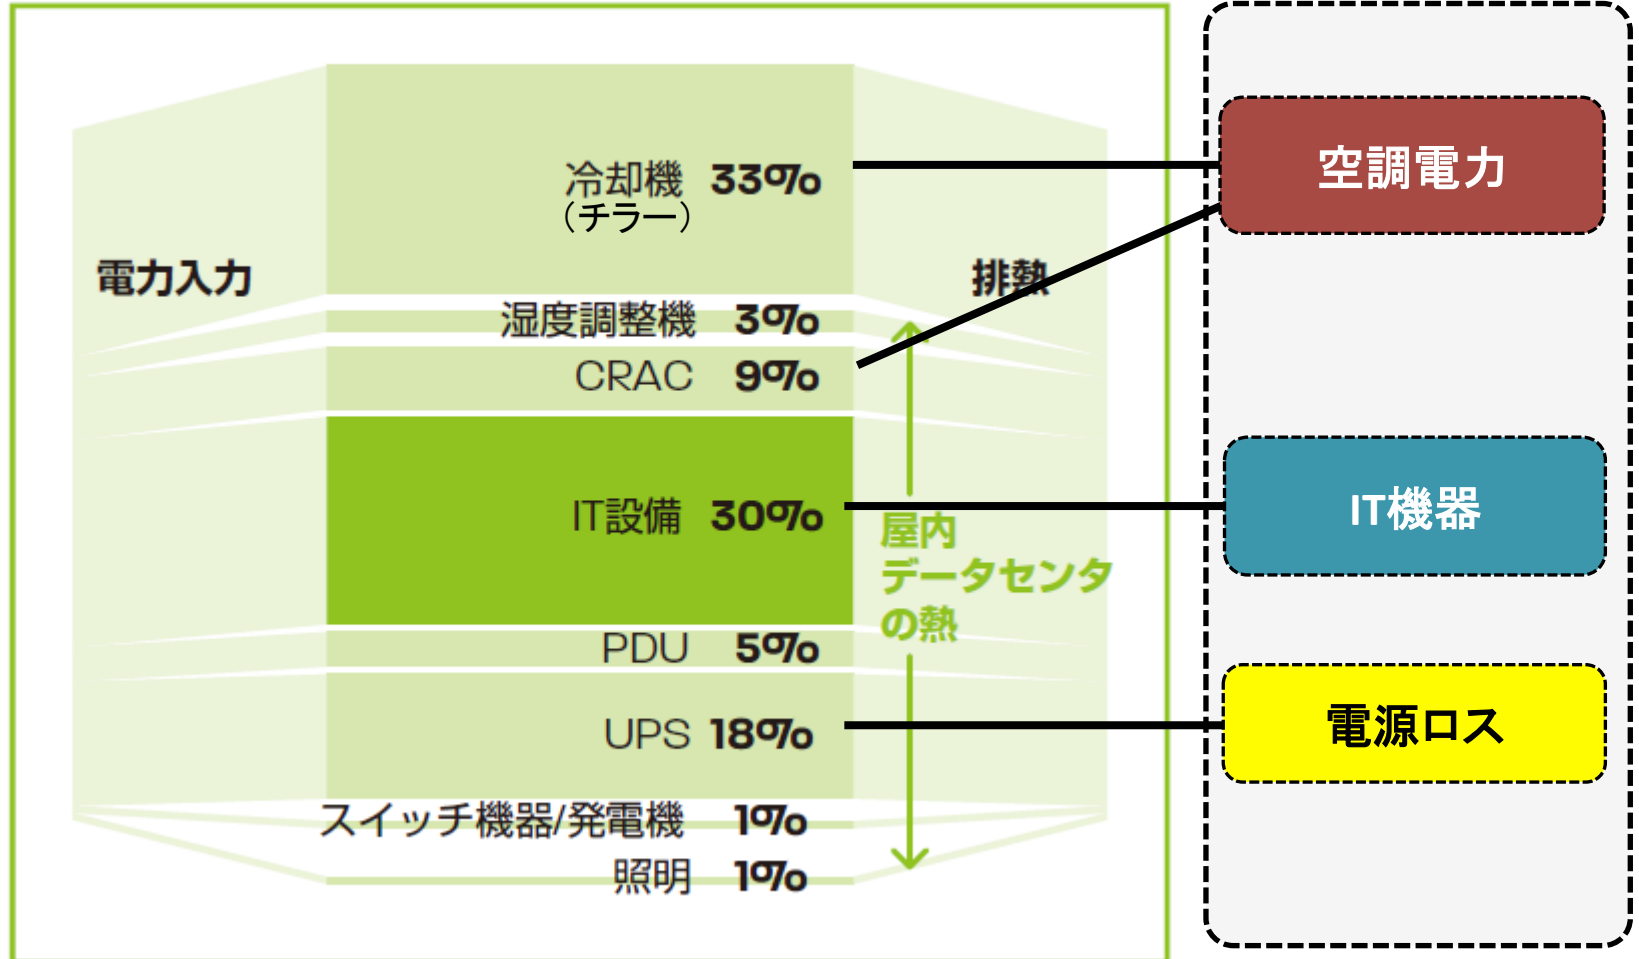 冷却機 33%
（チラー）
電力入力
排熱
湿度調整機 3%
CRAC 9%
IT設備 30%
屋内
データセンタ
の熱
PDU 5%
UPS 18%
スイッチ機器/発電機 1%
照明 1%
空調電力
IT機器
電源ロス